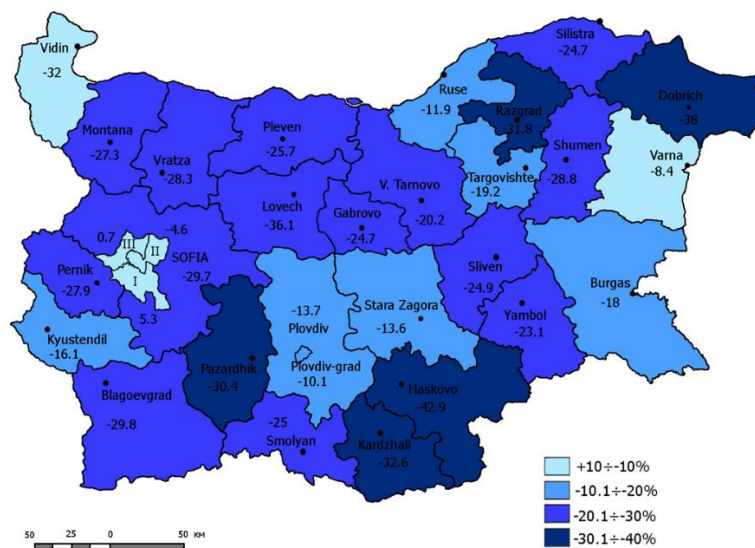 Vidin
-32
Montana
-27.3
Vratza
-28.3
Pleven
-25.7
Lovech
-36.1
Gabrovo
-24.7
V. Tarnovo
-20.2
Ruse
-11.9
Razgrad
-31.8
Silistra
-24.7
Dobrich
-38
Targovishte
-19.2
Shumen
-28.8
Varna
-8.4
0.7
-4.6
III
II
I
SOFIA
-29.7
5.3
Pernik
-27.9
Kyustendil
-16.1
Blagoevgrad
-29.8
Pazardhik
-30.4
-13.7
Plovdiv
Plovdiv-grad
-10.1
Stara Zagora
-13.6
Sliven
-24.9
Yambol
-23.1
Burgas
-18
Haskovo
-42.9
-25
Smolyan
Kardzhali
-32.6
+10÷-10%
-10.1÷-20%
-20.1÷-30%
-30.1÷-40%
50 25 0 50 км